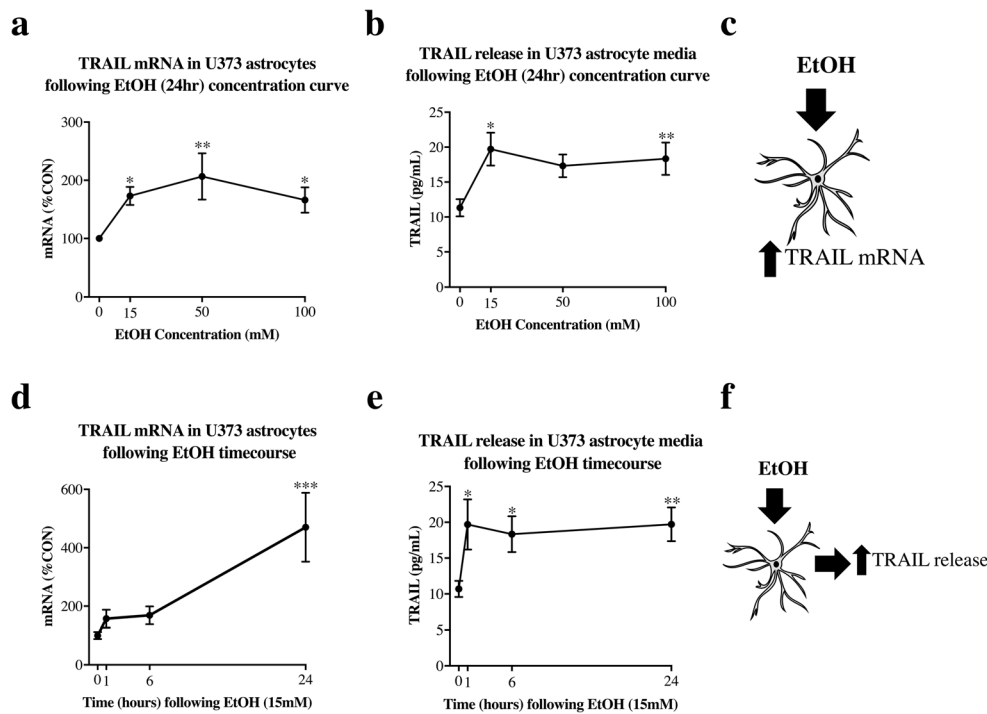 a
TRAIL mRNA in U373 astrocytes
following EtOH (24hr) concentration curve
mRNA (%CON)
300
200
100
0
*
**
*
0
15
50
100
EtOH Concentration (mM)
b
TRAIL release in U373 astrocyte media
following EtOH (24hr) concentration curve
TRAIL (pg/mL)
25
20
15
10
5
0
*
**
0
15
50
100
EtOH Concentration (mM)
c
EtOH
TRAIL mRNA
d
TRAIL mRNA in U373 astrocytes
following EtOH timecourse
mRNA (%CON)
600
400
200
0
***
0
1
6
24
Time (hours) following EtOH (15mM)
e
TRAIL release in U373 astrocyte media
following EtOH timecourse
TRAIL (pg/mL)
25
20
15
10
5
0
*
*
**
0
1
6
24
Time (hours) following EtOH (15mM)
f
EtOH
TRAIL release